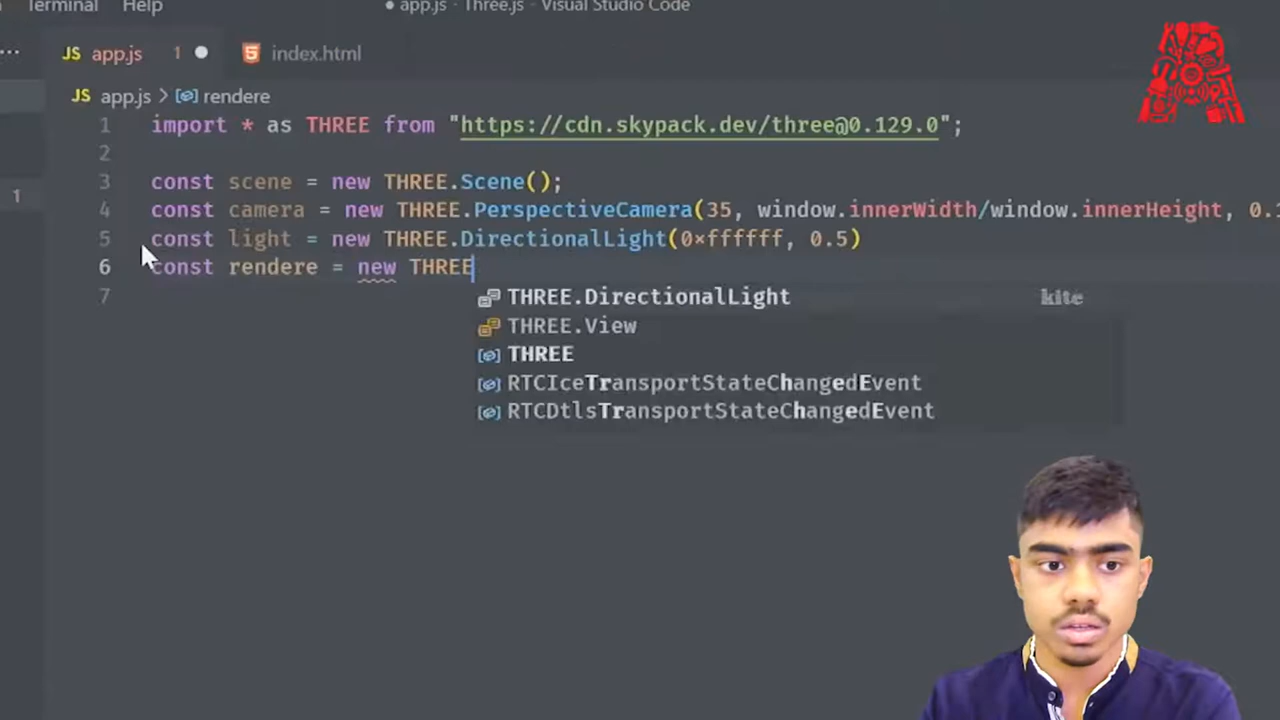 Terminal Help
● app.js - Three.js - Visual Studio Code
··· JS app.js 1 ● index.html
JS app.js > rendere
1 import * as THREE from "https://cdn.skypack.dev/three@0.129.0";
2
3 const scene = new THREE.Scene();
4 const camera = new THREE.PerspectiveCamera(35, window.innerWidth/window.innerHeight, 0.
1
5 const light = new THREE.DirectionalLight(0×ffffff, 0.5)
6 const rendere = new THREE
7
THREE.DirectionalLight kite
THREE.View
THREE
RTCIceTransportStateChangedEvent
RTCDtlsTransportStateChangedEvent